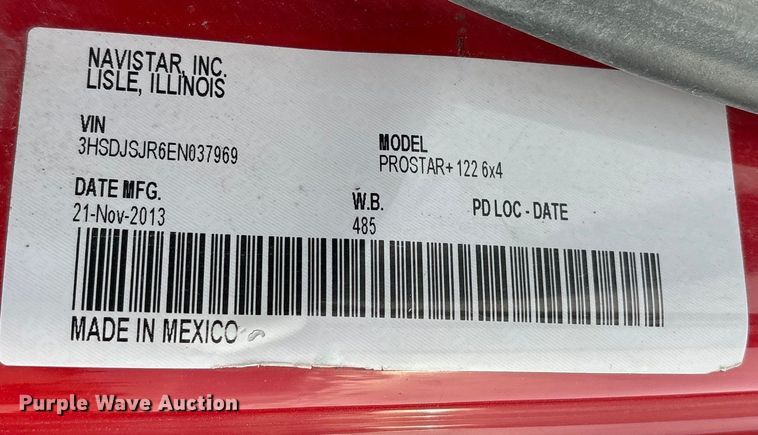 NAVISTAR, INC.
LISLE, ILLINOIS
VIN
3HSDJSJR6EN037969
MODEL
PROSTAR+ 122 6x4
DATE MFG.
21-Nov-2013
W.B.
485
PD LOC - DATE
MADE IN MEXICO
Purple Wave Auction